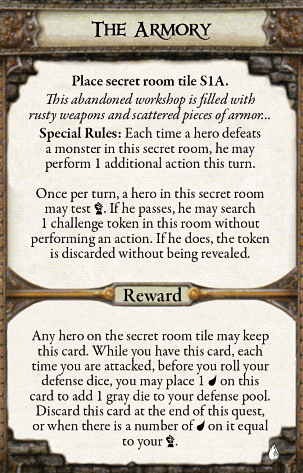 The Armory
Place secret room tile S1A.
This abandoned workshop is filled with
rusty weapons and scattered pieces of armor...
Special Rules: Each time a hero defeats
a monster in this secret room, he may
perform 1 additional action this turn.
Once per turn, a hero in this secret room
may test . If he passes, he may search
1 challenge token in this room without
performing an action. If he does, the token
is discarded without being revealed.
Reward
Any hero on the secret room tile may keep
this card. While you have this card, each
time you are attacked, before you roll your
defense dice, you may place 1 on this
card to add 1 gray die to your defense pool.
Discard this card at the end of this quest,
or when there is a number of on it equal
to your .